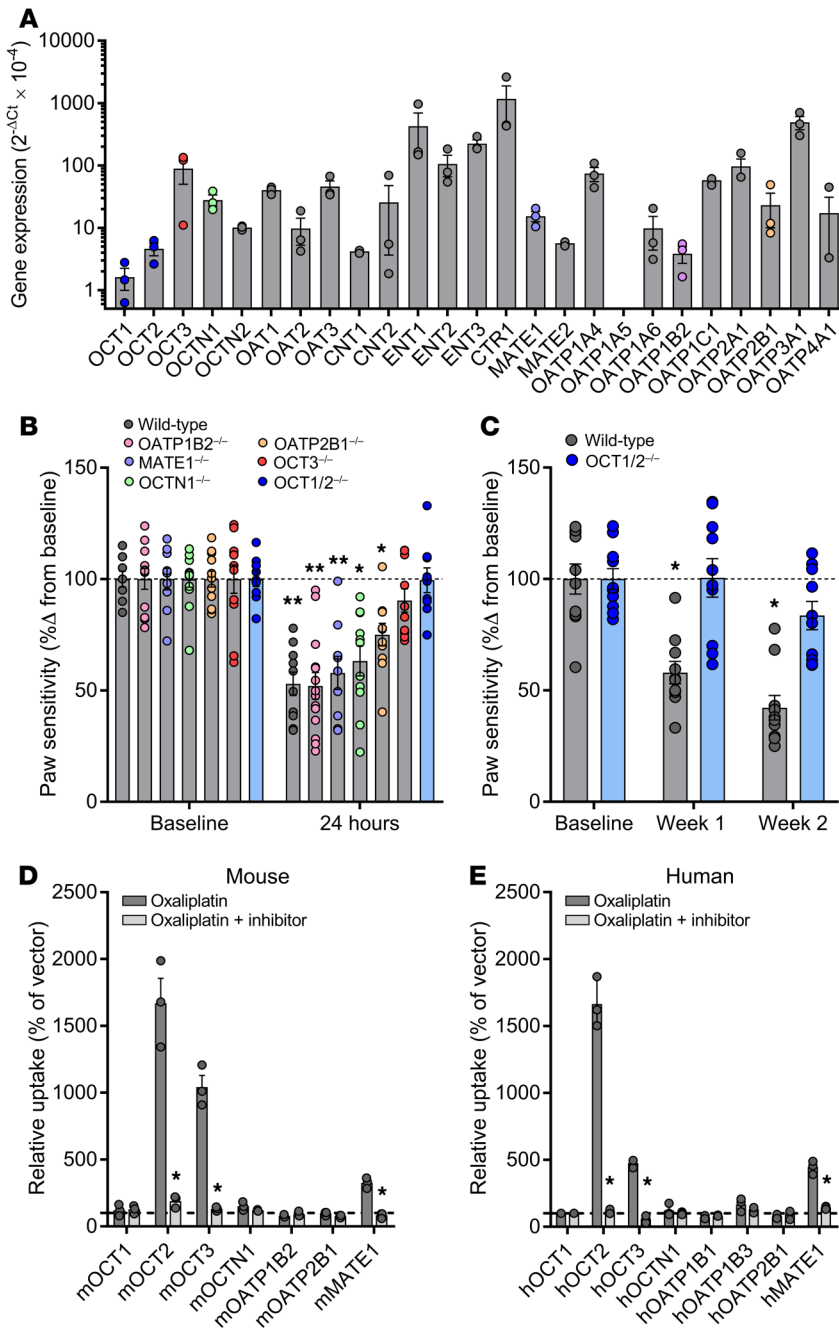 A
Gene expression (2-ΔCt × 10-4)
10000
1000
100
10
1
OCT1
OCT2
OCT3
OCTN1
OCTN2
OAT1
OAT2
OAT3
CNT1
CNT2
ENT1
ENT2
ENT3
CTR1
MATE1
MATE2
OATP1A4
OATP1A5
OATP1A6
OATP1B2
OATP1C1
OATP2A1
OATP2B1
OATP3A1
OATP4A1
B
Wild-type
OATP1B2–/–
OATP2B1–/–
MATE1–/–
OCT3–/–
OCTN1–/–
OCT1/2–/–
Paw sensitivity (%Δ from baseline)
150
100
50
0
** ** ** * *
Baseline
24 hours
C
Wild-type
OCT1/2–/–
Paw sensitivity (%Δ from baseline)
150
100
50
0
*
*
Baseline
Week 1
Week 2
D
Mouse
Oxaliplatin
Oxaliplatin + inhibitor
Relative uptake (% of vector)
2500
2000
1500
1000
500
0
*
*
*
mOCT1
mOCT2
mOCT3
mOCTN1
mOATP1B2
mOATP2B1
mMATE1
E
Human
Oxaliplatin
Oxaliplatin + inhibitor
Relative uptake (% of vector)
2500
2000
1500
1000
500
0
*
*
*
hOCT1
hOCT2
hOCT3
hOCTN1
hOATP1B1
hOATP1B3
hOATP2B1
hMATE1